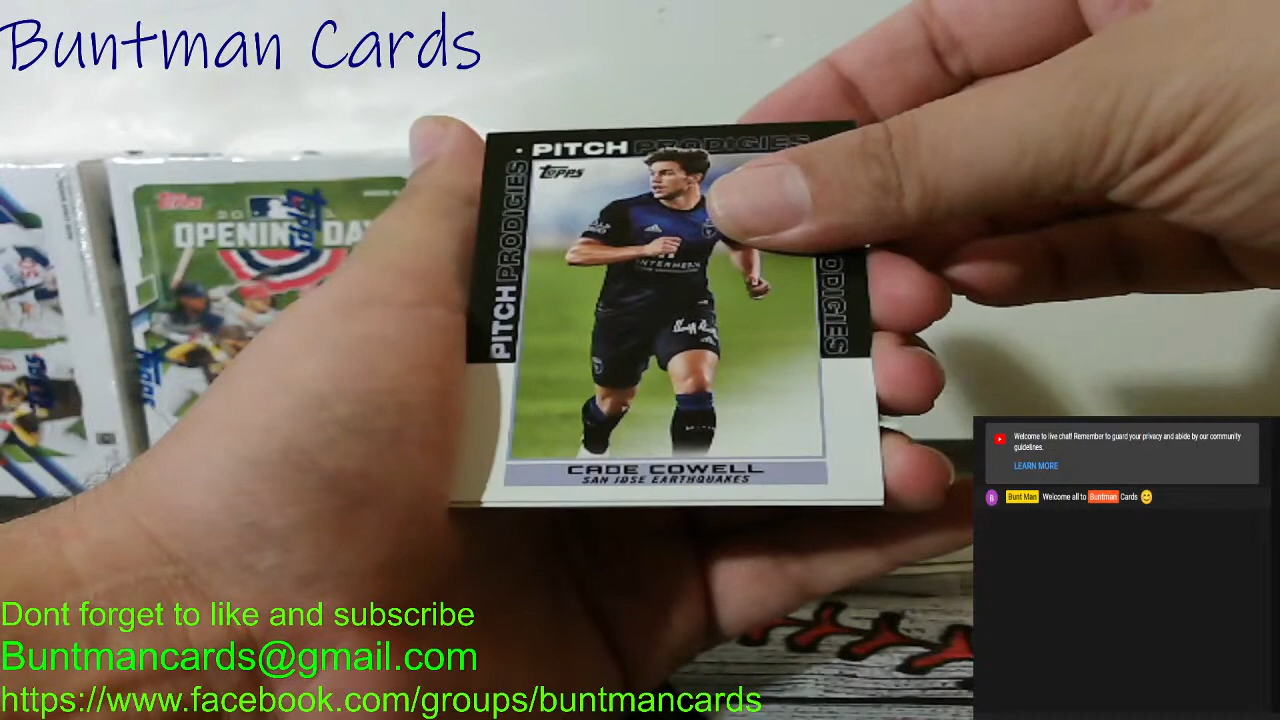 Buntman Cards
PITCH PRODIGIES
PITCH PRODIGIES
Topps
INTERMEDIA
CADE COWELL
SAN JOSE EARTHQUAKES
Topps
OPENING DAY
Welcome to live chat! Remember to guard your privacy and abide by our community
guidelines.
LEARN MORE
B Bunt Man Welcome all to Buntman Cards 😊
Dont forget to like and subscribe
Buntmancards@gmail.com
https://www.facebook.com/groups/buntmancards